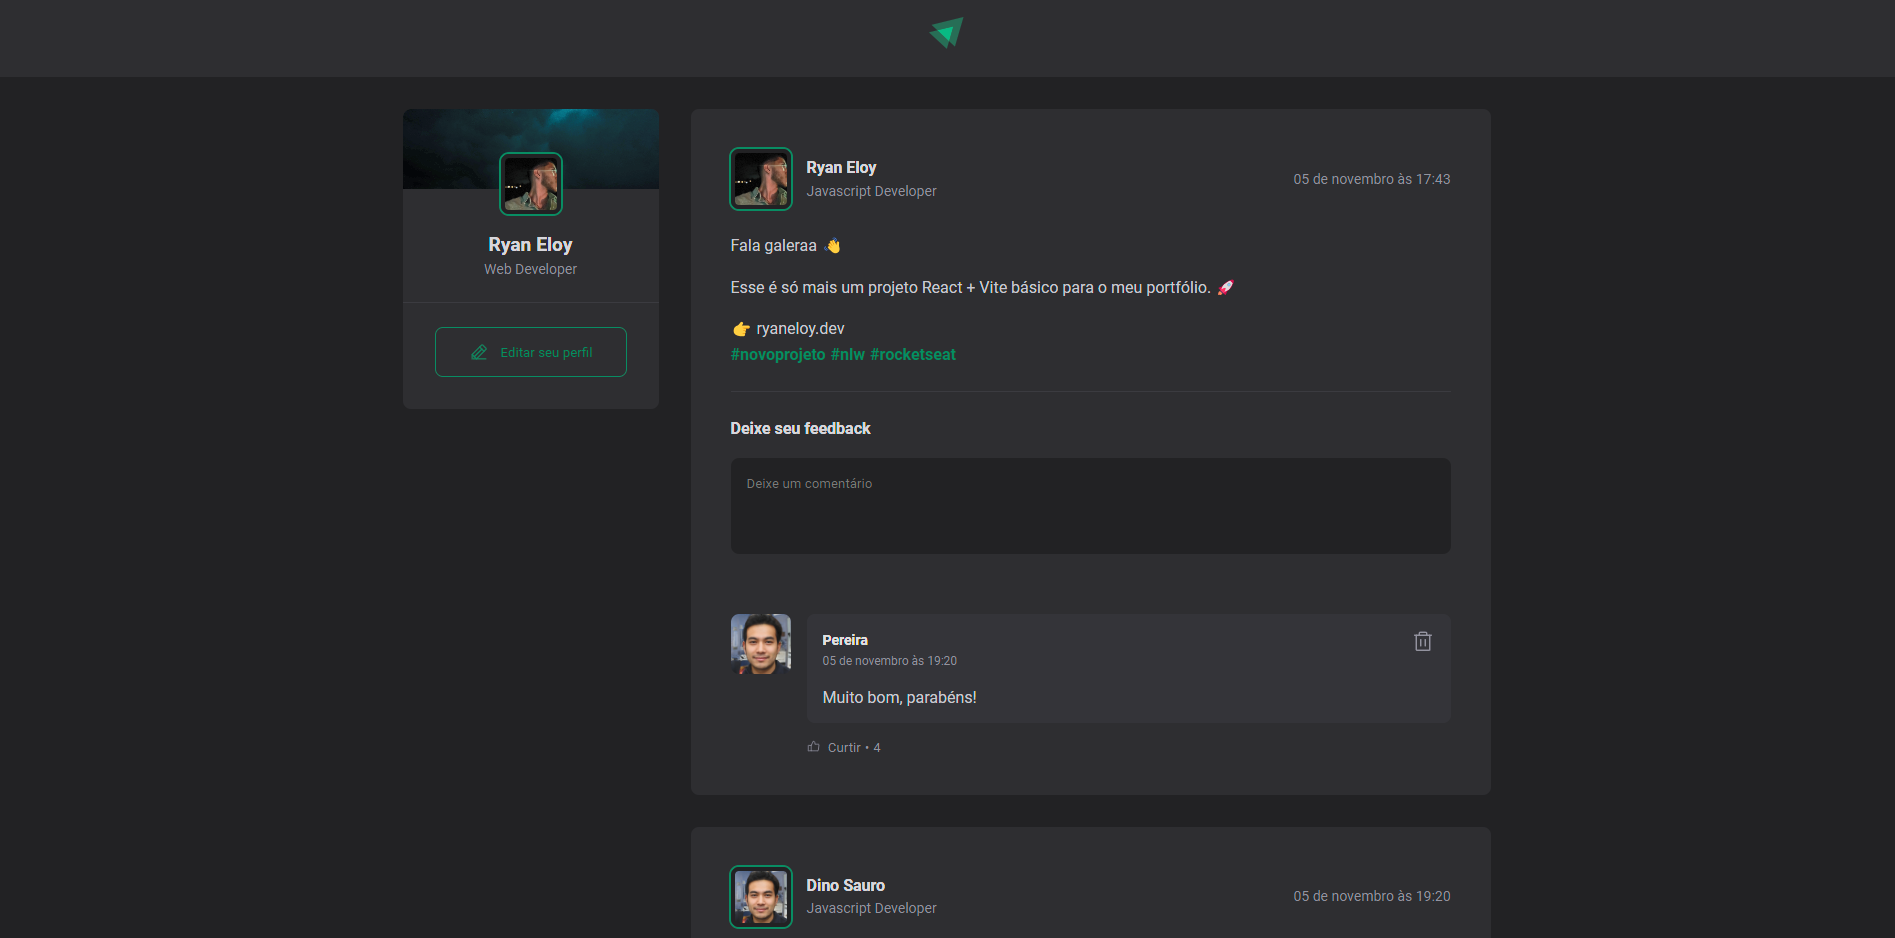 Ryan Eloy
Web Developer
Editar seu perfil
Ryan Eloy
Javascript Developer
05 de novembro às 17:43
Fala galeraa 👋
Esse é só mais um projeto React + Vite básico para o meu portfólio. 🚀
👉 ryaneloy.dev
#novoprojeto #nlw #rocketseat
Deixe seu feedback
Deixe um comentário
Pereira
05 de novembro às 19:20
Muito bom, parabéns!
Curtir • 4
Dino Sauro
Javascript Developer
05 de novembro às 19:20